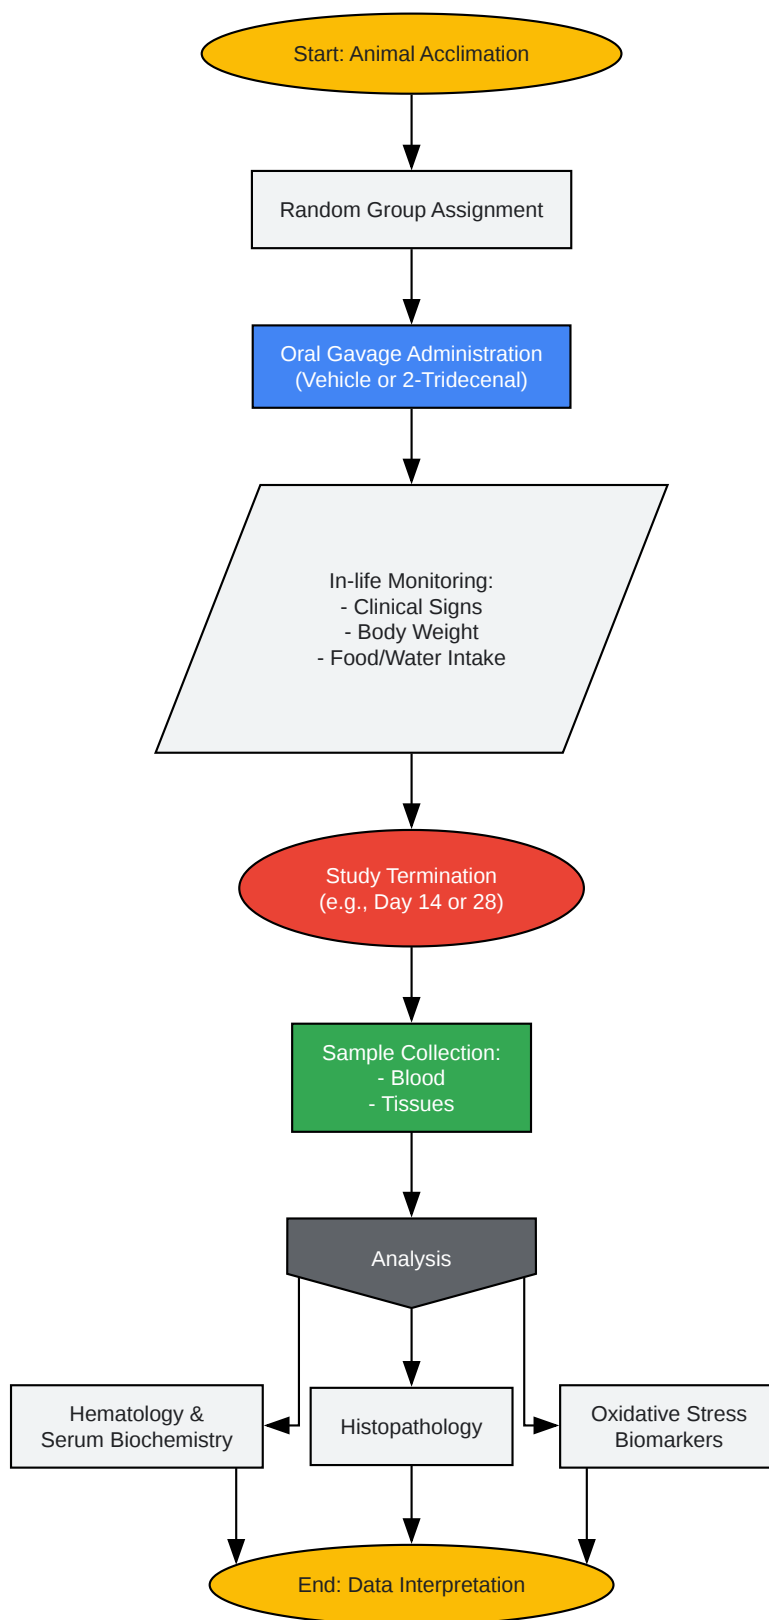 Start: Animal Acclimation
Random Group Assignment
Oral Gavage Administration
(Vehicle or 2-Tridecenal)
In-life Monitoring:
- Clinical Signs
- Body Weight
- Food/Water Intake
Study Termination
(e.g., Day 14 or 28)
Sample Collection:
- Blood
- Tissues
Analysis
Hematology &
Serum Biochemistry
Histopathology
Oxidative Stress
Biomarkers
End: Data Interpretation